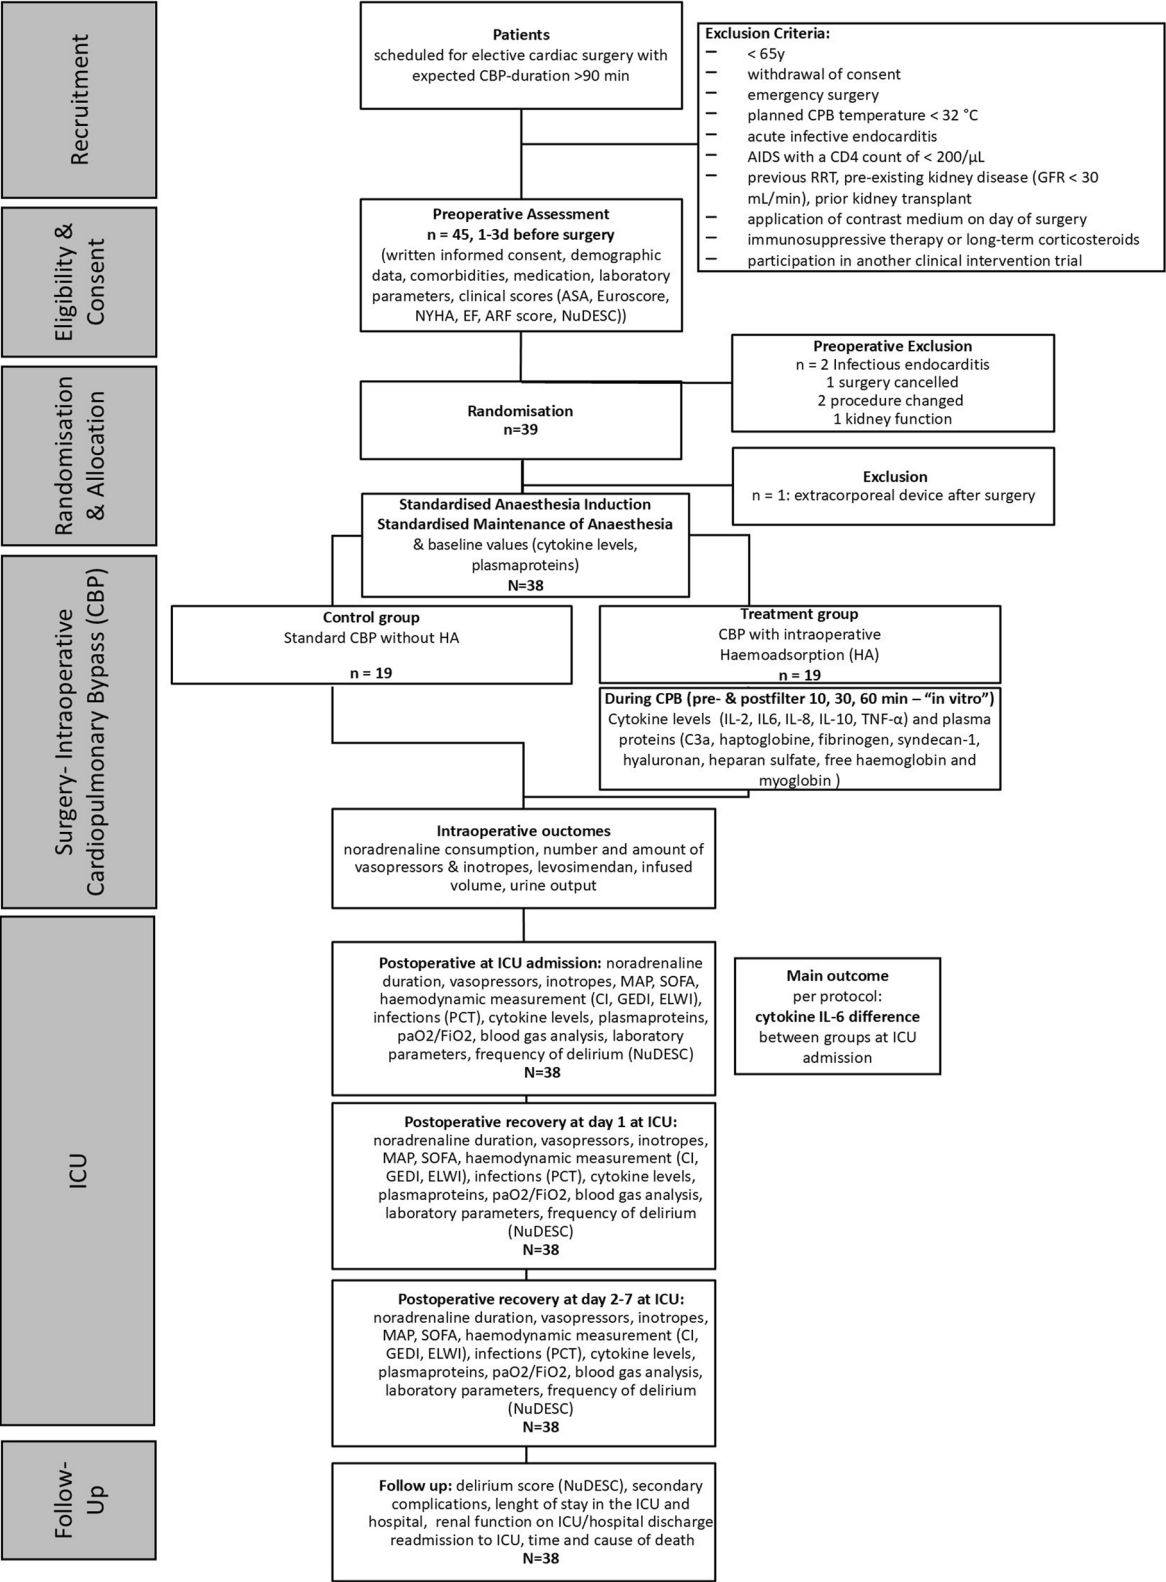 Recruitment
Patients
scheduled for elective cardiac surgery with
expected CBP-duration >90 min
Exclusion Criteria:
– < 65y
– withdrawal of consent
– emergency surgery
– planned CPB temperature < 32 °C
– acute infective endocarditis
– AIDS with a CD4 count of < 200/µL
– previous RRT, pre-existing kidney disease (GFR < 30
mL/min), prior kidney transplant
– application of contrast medium on day of surgery
– immunosuppressive therapy or long-term corticosteroids
– participation in another clinical intervention trial
Eligibility &
Consent
Preoperative Assessment
n = 45, 1-3d before surgery
(written informed consent, demographic
data, comorbidities, medication, laboratory
parameters, clinical scores (ASA, Euroscore,
NYHA, EF, ARF score, NuDESC))
Preoperative Exclusion
n = 2 Infectious endocarditis
1 surgery cancelled
2 procedure changed
1 kidney function
Randomisation
& Allocation
Randomisation
n=39
Exclusion
n = 1: extracorporeal device after surgery
Standardised Anaesthesia Induction
Standardised Maintenance of Anaesthesia
& baseline values (cytokine levels,
plasmaproteins)
N=38
Surgery- Intraoperative
Cardiopulmonary Bypass (CBP)
Control group
Standard CBP without HA
n = 19
Treatment group
CBP with intraoperative
Haemoadsorption (HA)
n = 19
During CPB (pre- & postfilter 10, 30, 60 min – “in vitro”)
Cytokine levels (IL-2, IL6, IL-8, IL-10, TNF-α) and plasma
proteins (C3a, haptoglobine, fibrinogen, syndecan-1,
hyaluronan, heparan sulfate, free haemoglobin and
myoglobin )
Intraoperative ouctomes
noradrenaline consumption, number and amount of
vasopressors & inotropes, levosimendan, infused
volume, urine output
ICU
Postoperative at ICU admission: noradrenaline
duration, vasopressors, inotropes, MAP, SOFA,
haemodynamic measurement (CI, GEDI, ELWI),
infections (PCT), cytokine levels, plasmaproteins,
paO2/FiO2, blood gas analysis, laboratory
parameters, frequency of delirium (NuDESC)
N=38
Main outcome
per protocol:
cytokine IL-6 difference
between groups at ICU
admission
Postoperative recovery at day 1 at ICU:
noradrenaline duration, vasopressors, inotropes,
MAP, SOFA, haemodynamic measurement (CI,
GEDI, ELWI), infections (PCT), cytokine levels,
plasmaproteins, paO2/FiO2, blood gas analysis,
laboratory parameters, frequency of delirium
(NuDESC)
N=38
Postoperative recovery at day 2-7 at ICU:
noradrenaline duration, vasopressors, inotropes,
MAP, SOFA, haemodynamic measurement (CI,
GEDI, ELWI), infections (PCT), cytokine levels,
plasmaproteins, paO2/FiO2, blood gas analysis,
laboratory parameters, frequency of delirium
(NuDESC)
N=38
Follow-
Up
Follow up: delirium score (NuDESC), secondary
complications, lenght of stay in the ICU and
hospital, renal function on ICU/hospital discharge
readmission to ICU, time and cause of death
N=38